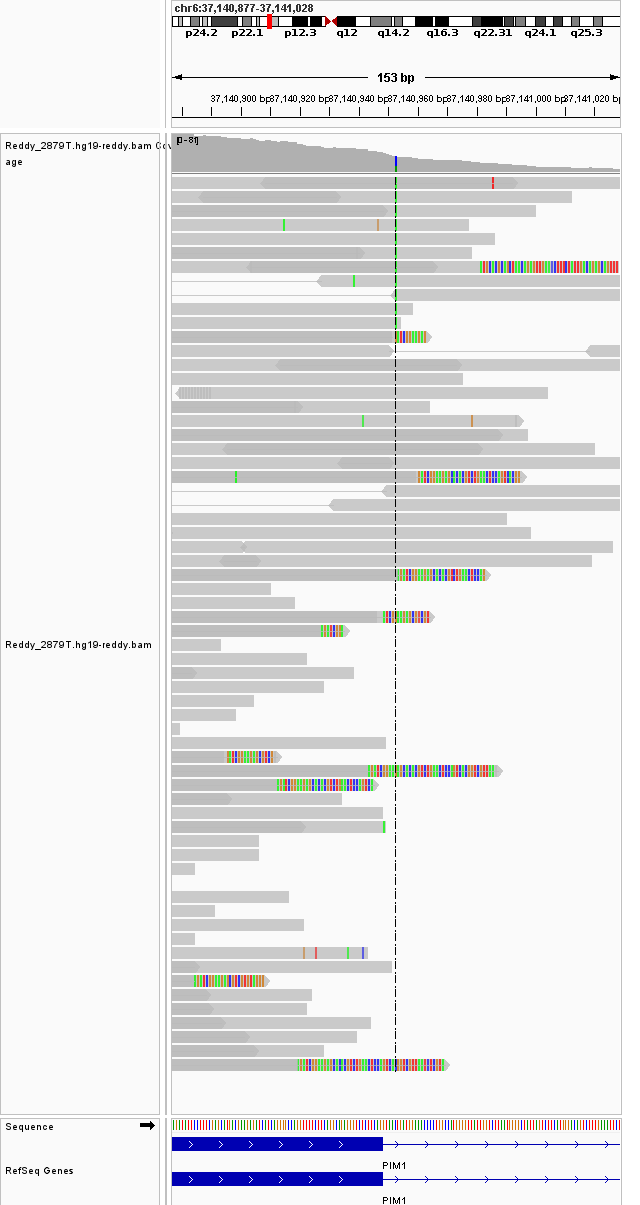 chr6:37,140,877-37,141,028
p24.2 p22.1 p12.3 q12 q14.2 q16.3 q22.31 q24.1 q25.3
153 bp
37,140,900 bp 37,140,920 bp 37,140,940 bp 37,140,960 bp 37,140,980 bp 37,141,000 bp 37,141,020 bp
Reddy_2879T.hg19-reddy.bam Cov
age
[0-81]
Reddy_2879T.hg19-reddy.bam
Sequence
PIM1
RefSeq Genes
PIM1